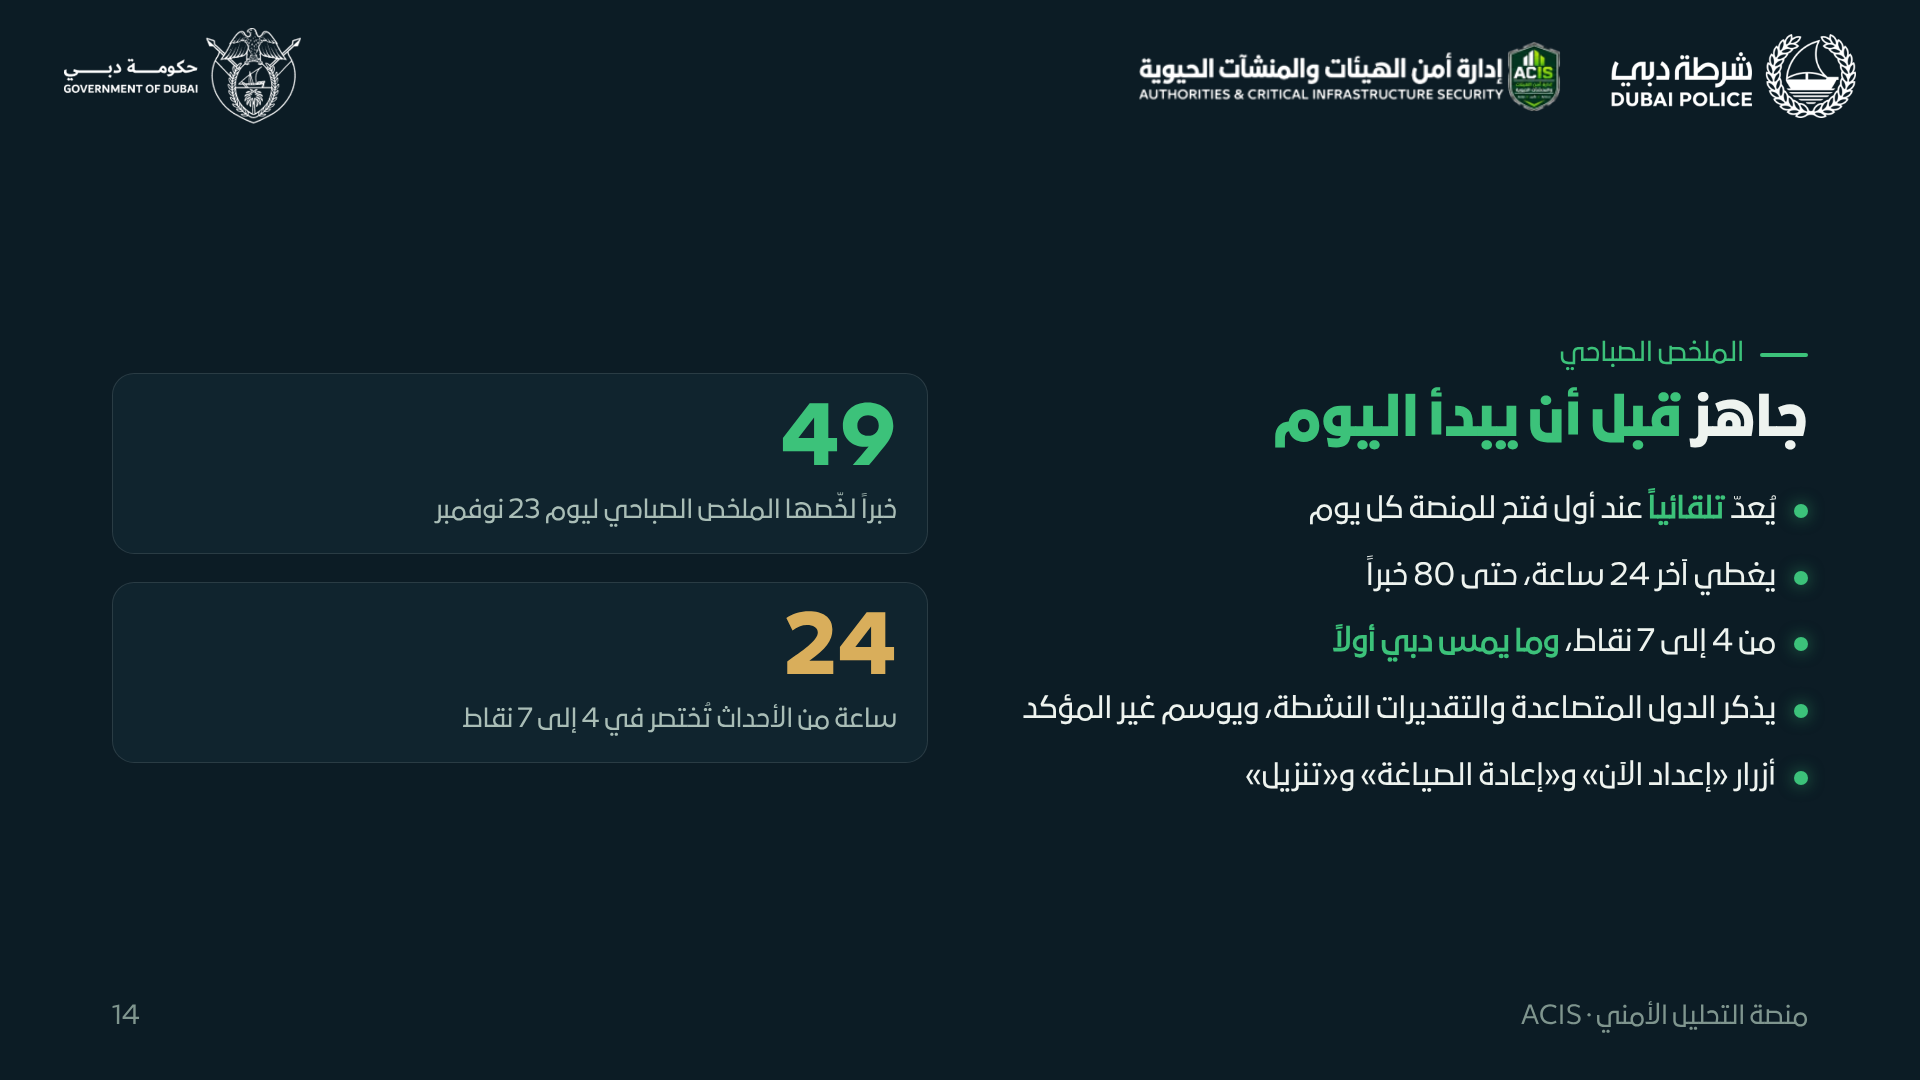 شرطة دبي
DUBAI POLICE
إدارة أمن الهيئات والمنشآت الحيوية
AUTHORITIES & CRITICAL INFRASTRUCTURE SECURITY
ACIS
حكومة دبي
GOVERNMENT OF DUBAI
الملخص الصباحي
جاهز قبل أن يبدأ اليوم
يُعدّ تلقائياً عند أول فتح للمنصة كل يوم
يغطي آخر 24 ساعة، حتى 80 خبراً
من 4 إلى 7 نقاط، وما يمس دبي أولاً
يذكر الدول المتصاعدة والتقديرات النشطة، ويوسم غير المؤكد
أزرار «إعداد الآن» و«إعادة الصياغة» و«تنزيل»
49
خبراً لخّصها الملخص الصباحي ليوم 23 نوفمبر
24
ساعة من الأحداث تُختصر في 4 إلى 7 نقاط
منصة التحليل الأمني · ACIS
14